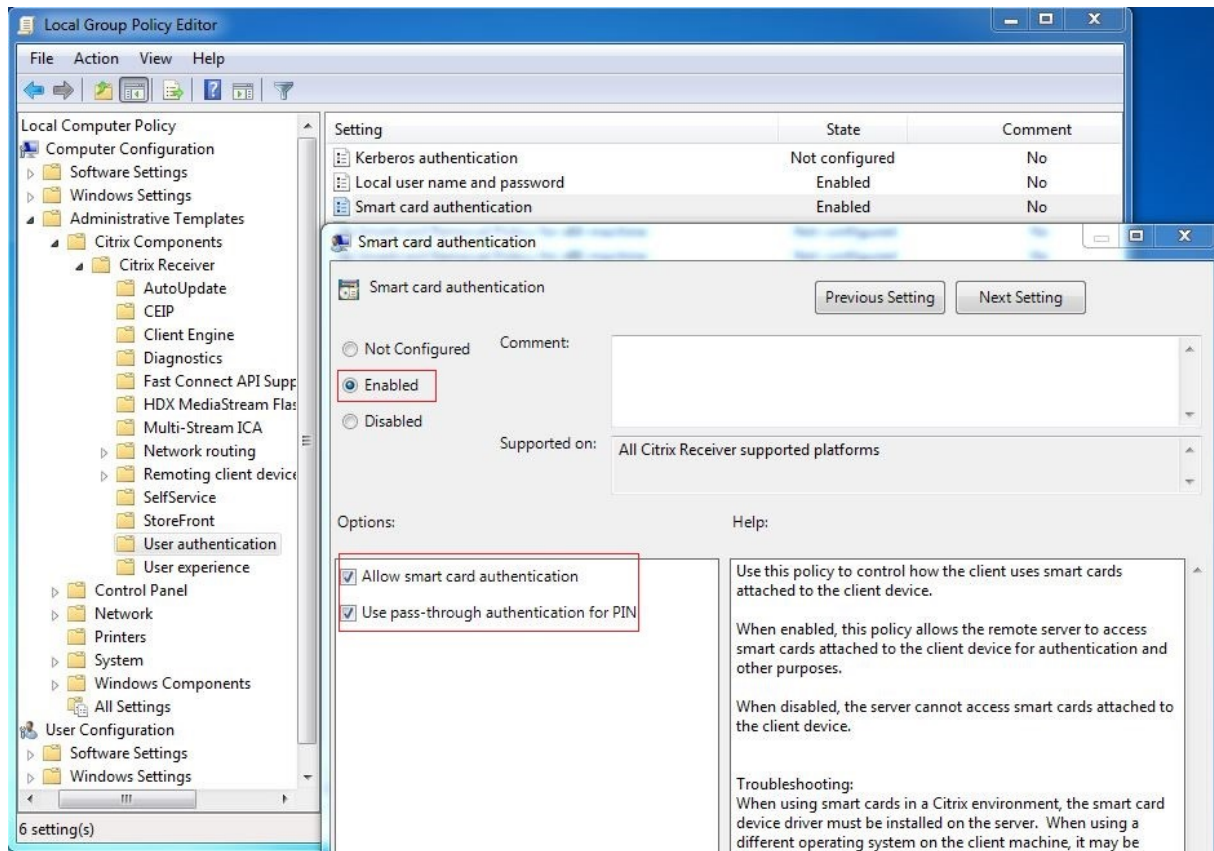 Local Group Policy Editor
File Action View Help
Local Computer Policy
Computer Configuration
Software Settings
Windows Settings
Administrative Templates
Citrix Components
Citrix Receiver
AutoUpdate
CEIP
Client Engine
Diagnostics
Fast Connect API Supp
HDX MediaStream Flas
Multi-Stream ICA
Network routing
Remoting client device
SelfService
StoreFront
User authentication
User experience
Control Panel
Network
Printers
System
Windows Components
All Settings
User Configuration
Software Settings
Windows Settings
6 setting(s)
Setting State Comment
Kerberos authentication Not configured No
Local user name and password Enabled No
Smart card authentication Enabled No
Smart card authentication
Smart card authentication
Previous Setting Next Setting
Not Configured
Enabled
Disabled
Comment:
Supported on: All Citrix Receiver supported platforms
Options:
Allow smart card authentication
Use pass-through authentication for PIN
Help:
Use this policy to control how the client uses smart cards
attached to the client device.
When enabled, this policy allows the remote server to access
smart cards attached to the client device for authentication and
other purposes.
When disabled, the server cannot access smart cards attached to
the client device.
Troubleshooting:
When using smart cards in a Citrix environment, the smart card
device driver must be installed on the server. When using a
different operating system on the client machine, it may be